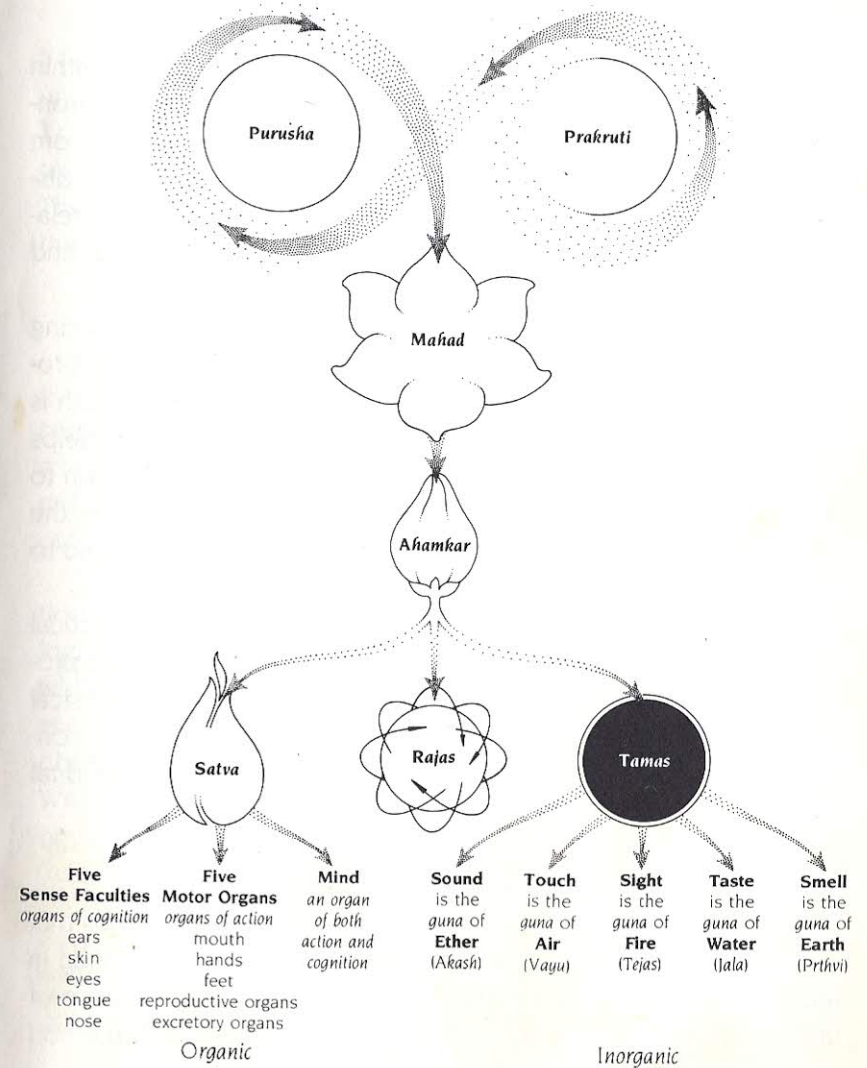 Purusha
Prakruti
Mahad
Ahamkar
Satva
Rajas
Tamas
Five
Sense Faculties
organs of cognition
ears
skin
eyes
tongue
nose
Five
Motor Organs
organs of action
mouth
hands
feet
reproductive organs
excretory organs
Mind
an organ
of both
action and
cognition
Sound
is the
guna of
Ether
(Akash)
Touch
is the
guna of
Air
(Vayu)
Sight
is the
guna of
Fire
(Tejas)
Taste
is the
guna of
Water
(Jala)
Smell
is the
guna of
Earth
(Prthvi)
Organic
Inorganic